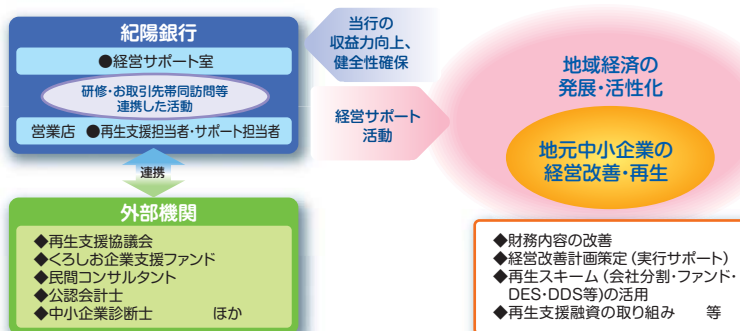 紀陽銀行
●経営サポート室
研修・お取引先帯同訪問等
連携した活動
営業店　●再生支援担当者・サポート担当者
連携
外部機関
◆再生支援協議会
◆くろしお企業支援ファンド
◆民間コンサルタント
◆公認会計士
◆中小企業診断士　　　ほか
当行の
収益力向上、
健全性確保
経営サポート
活動
地域経済の
発展・活性化
地元中小企業の
経営改善・再生
◆財務内容の改善
◆経営改善計画策定（実行サポート）
◆再生スキーム（会社分割・ファンド・
DES・DDS等）の活用
◆再生支援融資の取り組み　　等